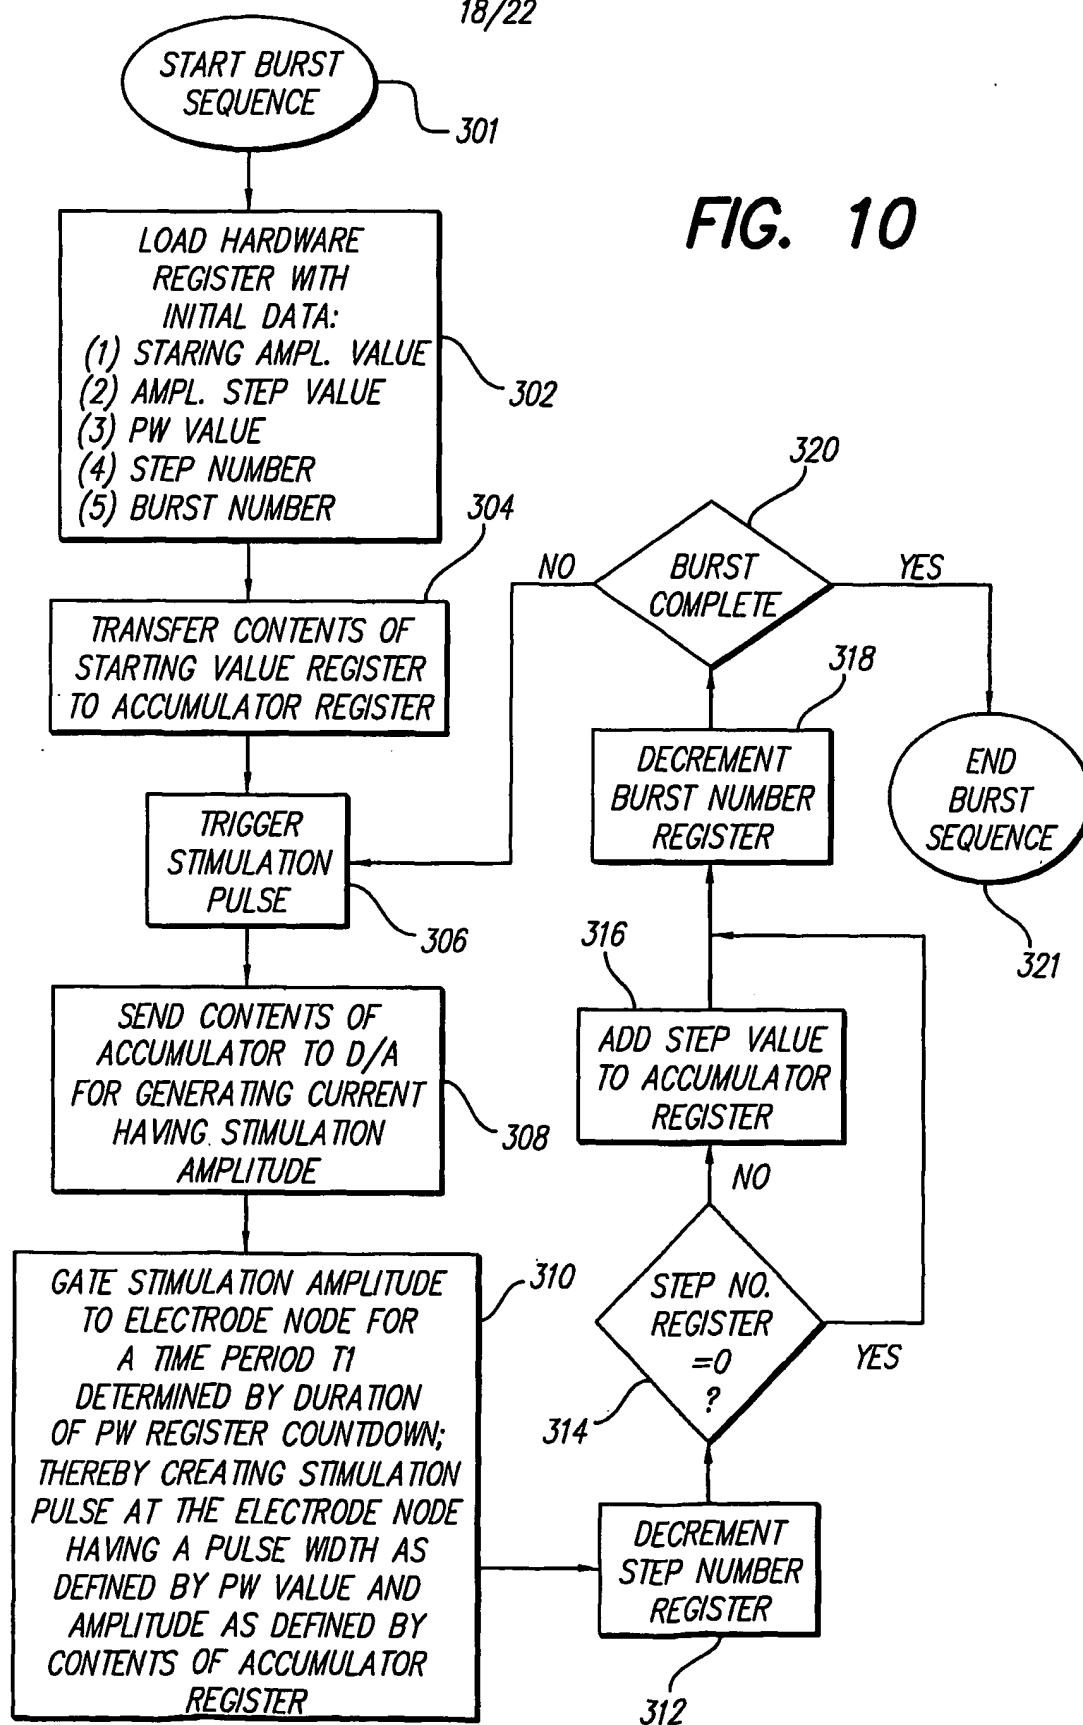 18/22
START BURST
SEQUENCE
301
FIG. 10
LOAD HARDWARE
REGISTER WITH
INITIAL DATA:
(1) STARING AMPL. VALUE
(2) AMPL. STEP VALUE
(3) PW VALUE
(4) STEP NUMBER
(5) BURST NUMBER
302
304
TRANSFER CONTENTS OF
STARTING VALUE REGISTER
TO ACCUMULATOR REGISTER
TRIGGER
STIMULATION
PULSE
306
SEND CONTENTS OF
ACCUMULATOR TO D/A
FOR GENERATING CURRENT
HAVING STIMULATION
AMPLITUDE
308
GATE STIMULATION AMPLITUDE
TO ELECTRODE NODE FOR
A TIME PERIOD T1
DETERMINED BY DURATION
OF PW REGISTER COUNTDOWN;
THEREBY CREATING STIMULATION
PULSE AT THE ELECTRODE NODE
HAVING A PULSE WIDTH AS
DEFINED BY PW VALUE AND
AMPLITUDE AS DEFINED BY
CONTENTS OF ACCUMULATOR
REGISTER
310
DECREMENT
STEP NUMBER
REGISTER
312
STEP NO.
REGISTER
=0
?
314
YES
NO
316
ADD STEP VALUE
TO ACCUMULATOR
REGISTER
318
DECREMENT
BURST NUMBER
REGISTER
320
BURST
COMPLETE
NO
YES
END
BURST
SEQUENCE
321